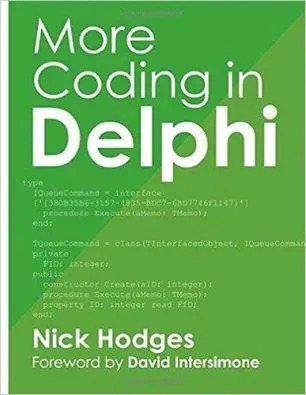 More
Coding in
Delphi
type
IQueueCommand = interface
['{380B35B6-3157-4835-BDC7-6BD7746F1147}']
procedure Execute(aMemo: TMemo);
end;
TQueueCommand = class(TInterfacedObject, IQueueComman
private
FID: integer;
public
constructor Create(aID: integer);
procedure Execute(aMemo: TMemo);
property ID: integer read FID;
end;
Nick Hodges
Foreword by David Intersimone